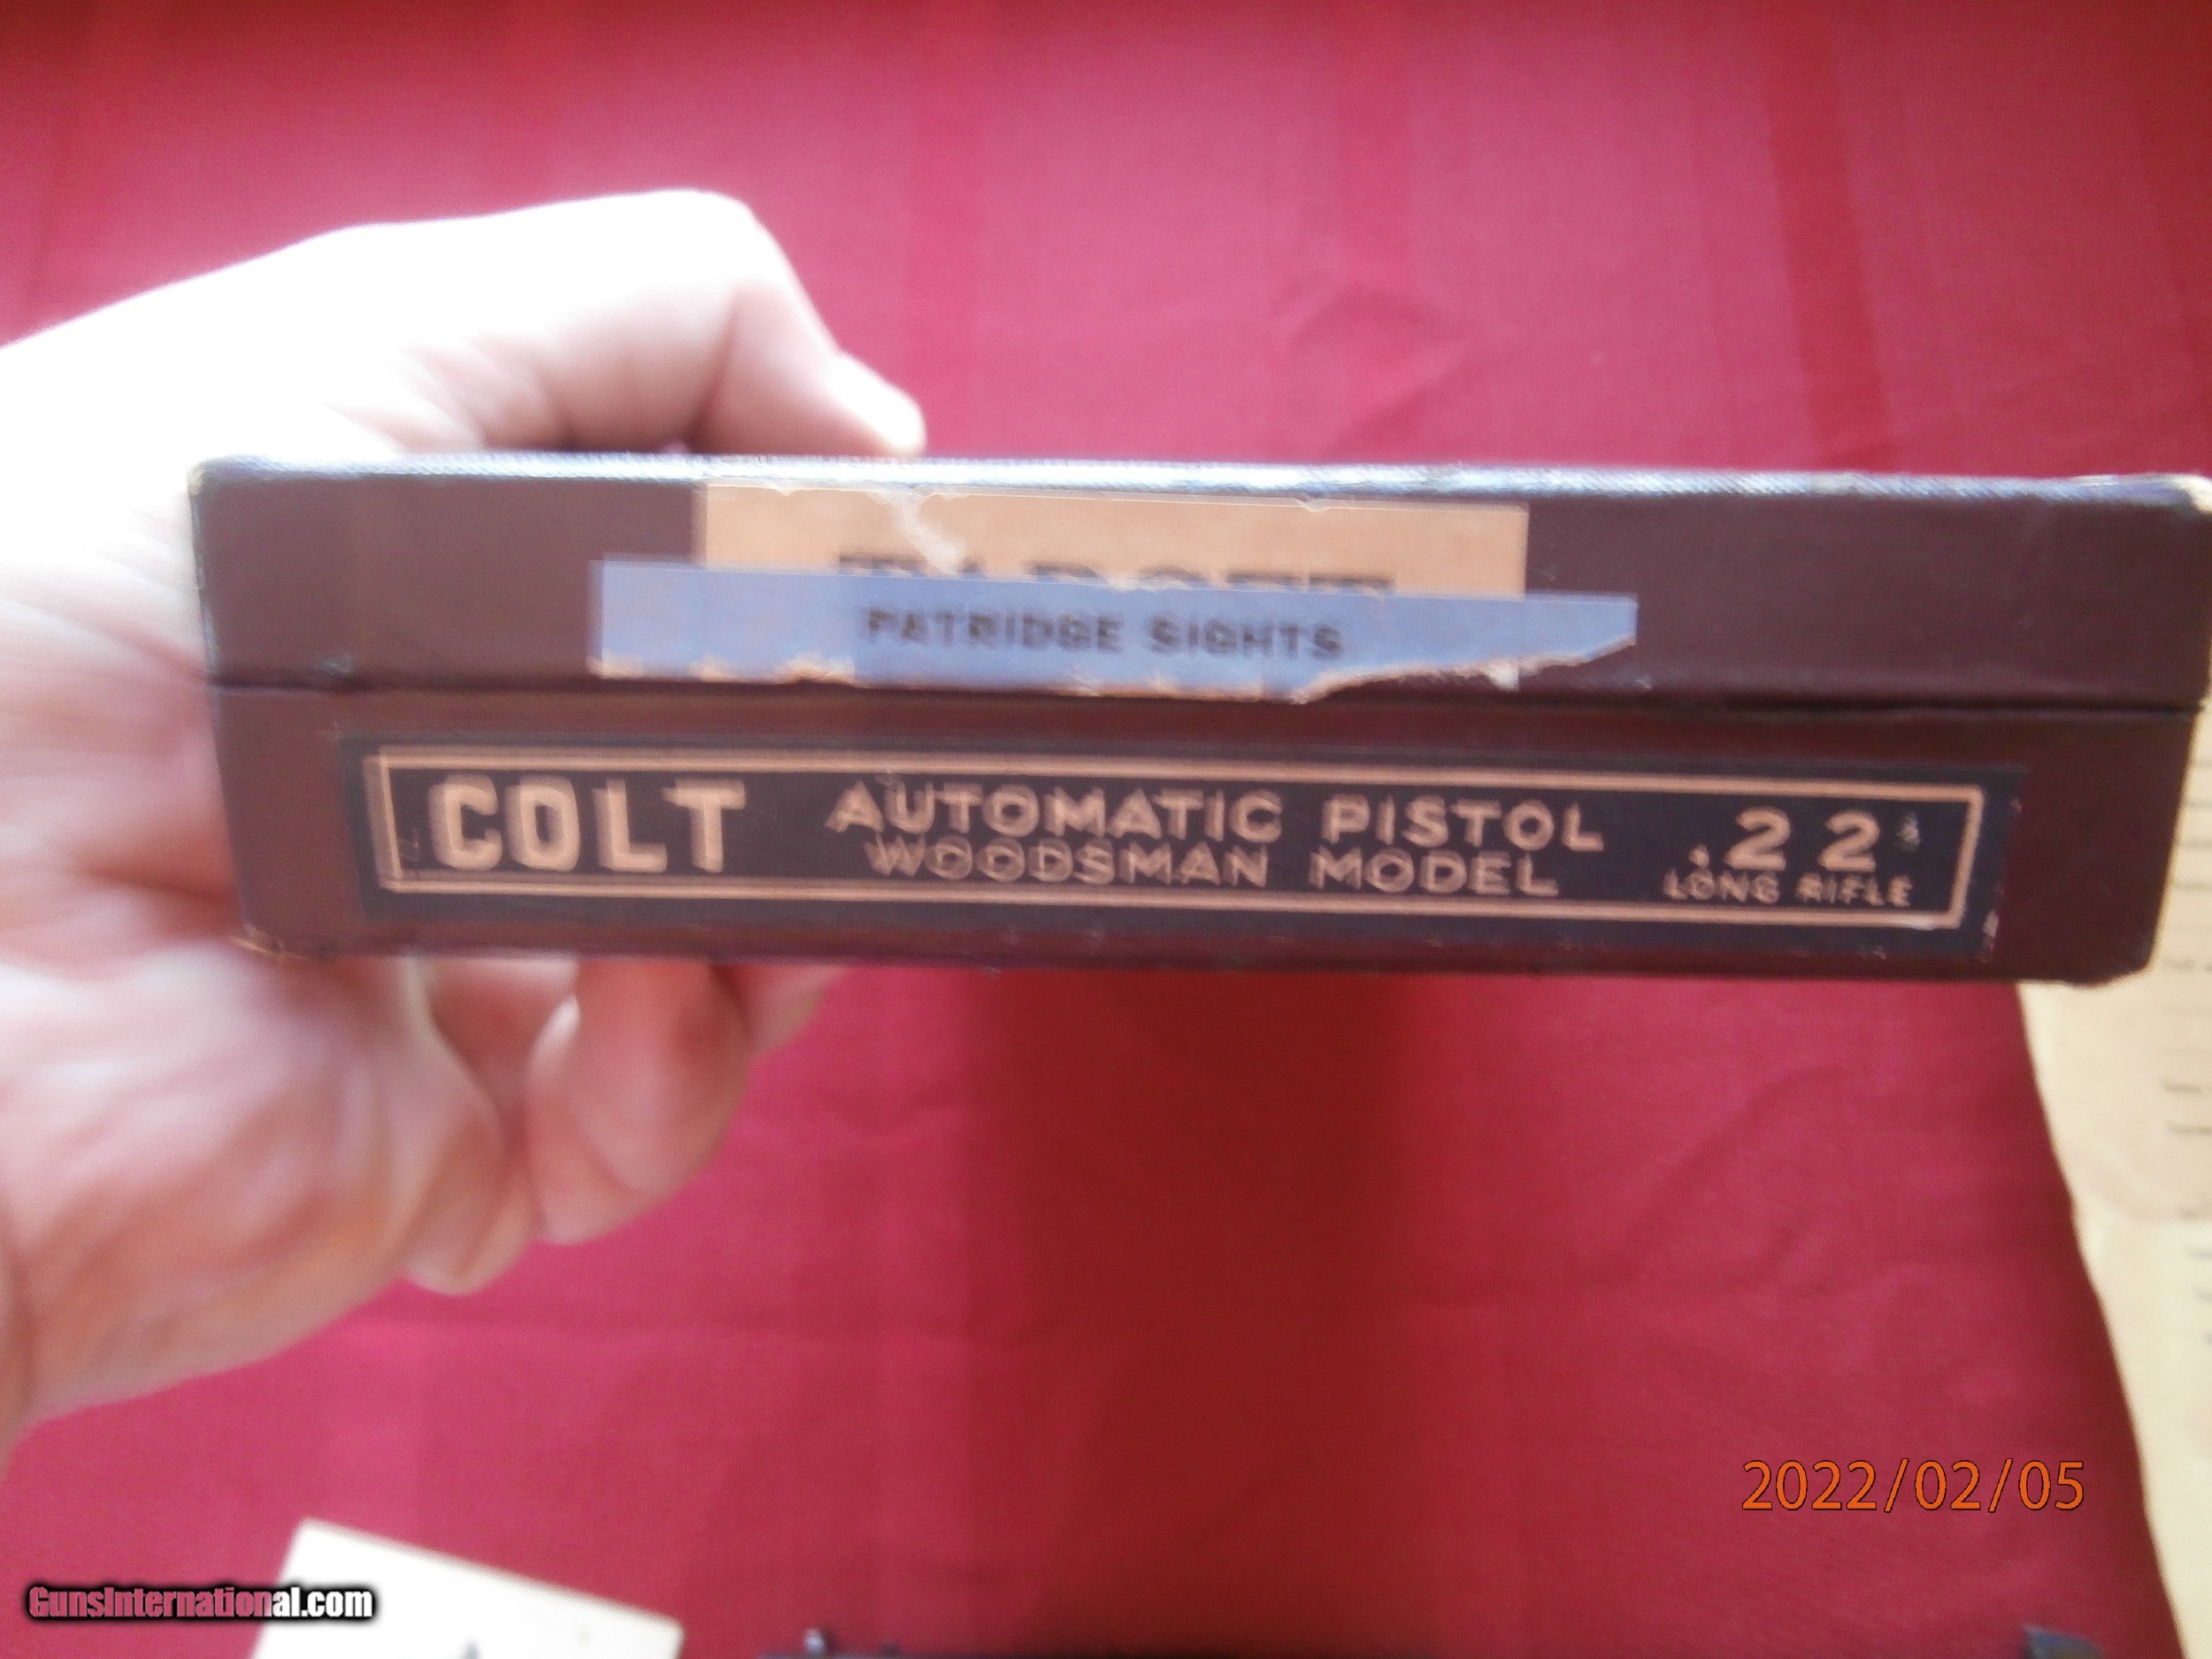 PATRIDGE SIGHTS
COLT AUTOMATIC PISTOL .22
WOODSMAN MODEL LONG RIFLE
2022/02/05
GunsInternational.com